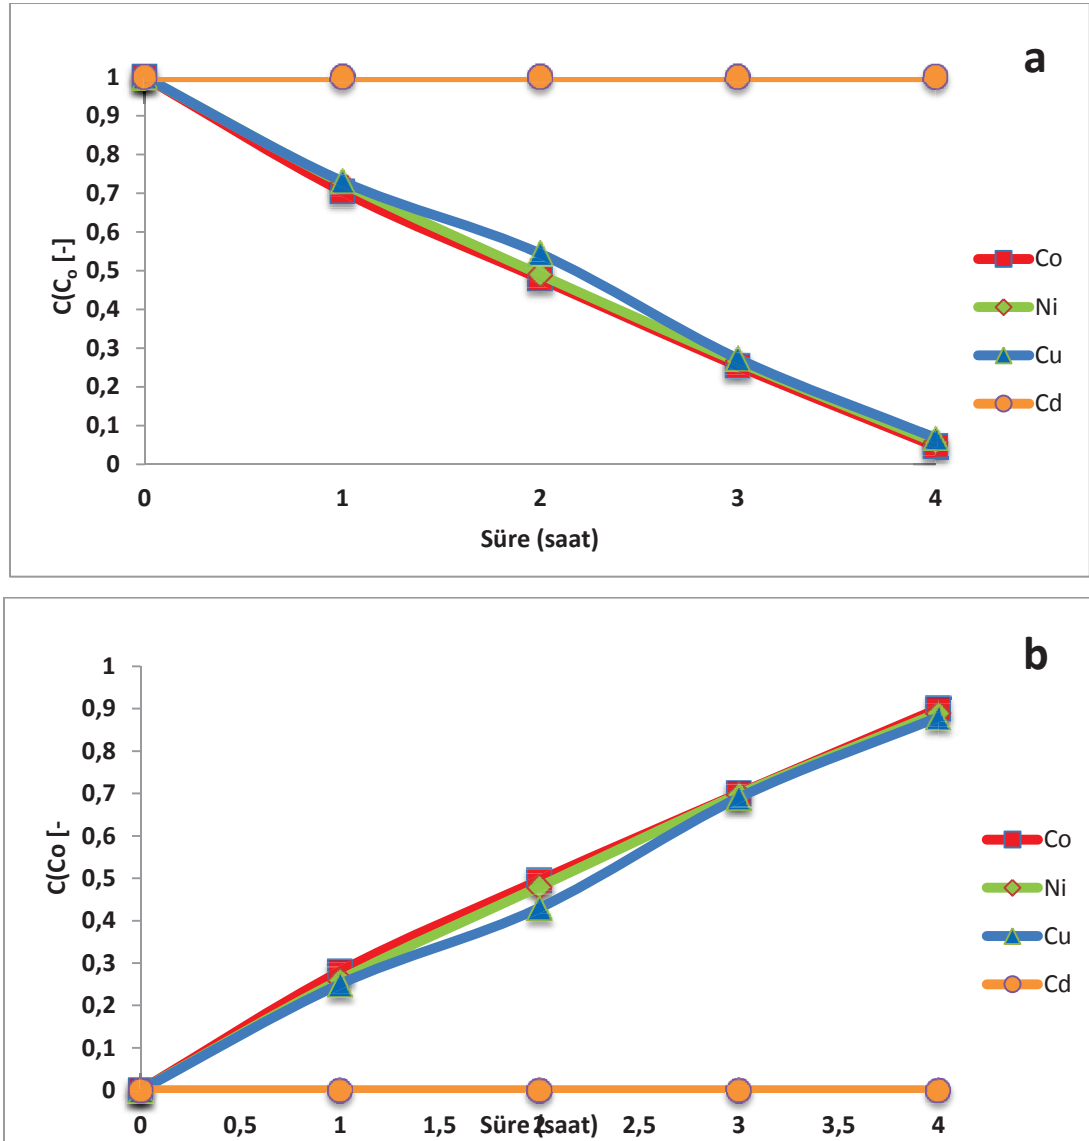 a
1
0,9
0,8
0,7
0,6
0,5
0,4
0,3
0,2
0,1
0
C(Cₒ [-]
0 1 2 3 4
Süre (saat)
Co
Ni
Cu
Cd
b
1
0,9
0,8
0,7
0,6
0,5
0,4
0,3
0,2
0,1
0
C(Co [-
0 0,5 1 1,5 2 2,5 3 3,5 4
Süre (saat)
Co
Ni
Cu
Cd